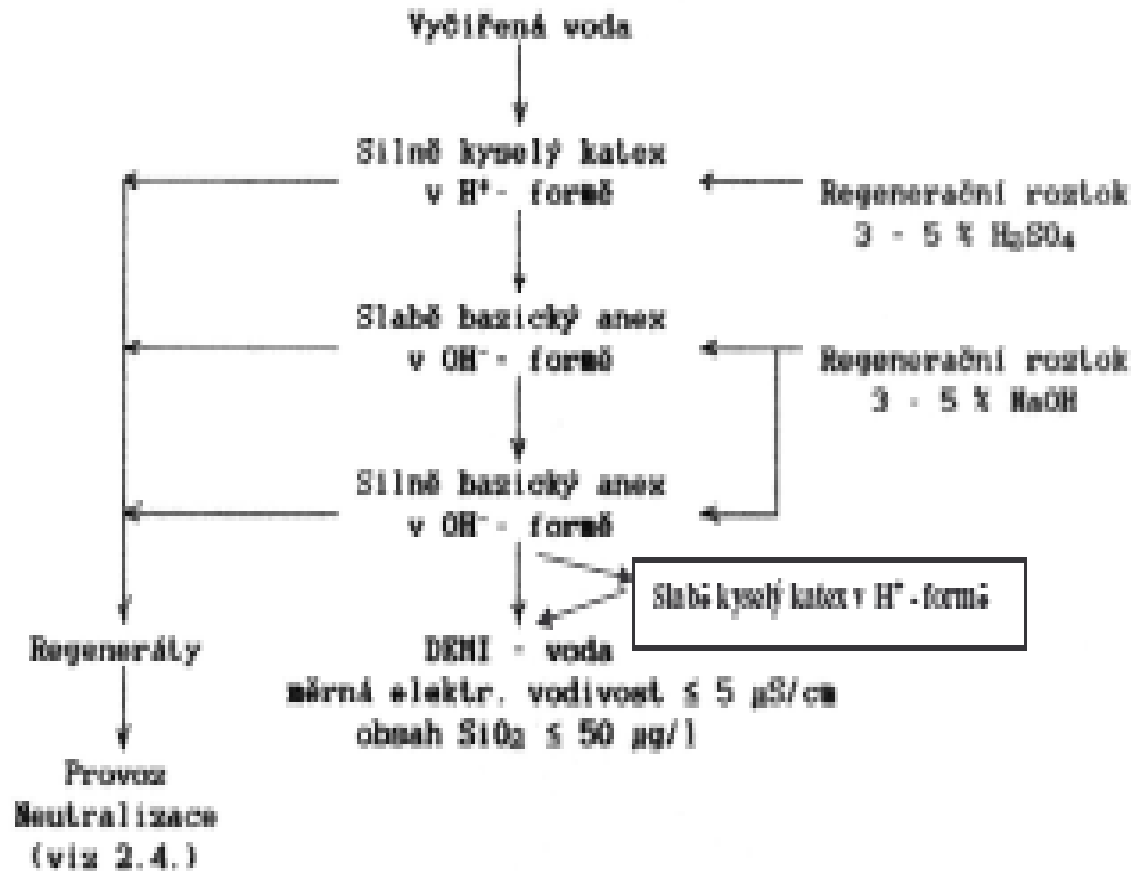 Vyčiřená voda
Silně kyselý katex
v H⁺- formě
Regenerační roztok
3 - 5 % H₂SO₄
Slabě bazický anex
v OH⁻- formě
Regenerační roztok
3 - 5 % NaOH
Silně bazický anex
v OH⁻- formě
Slabě kyselý katex v H⁺-formě
Regeneráty
DEMI - voda
měrná elektr. vodivost ≤ 5 µS/cm
obsah SiO₂ ≤ 50 µg/l
Provoz
Neutralizace
(viz 2.4.)